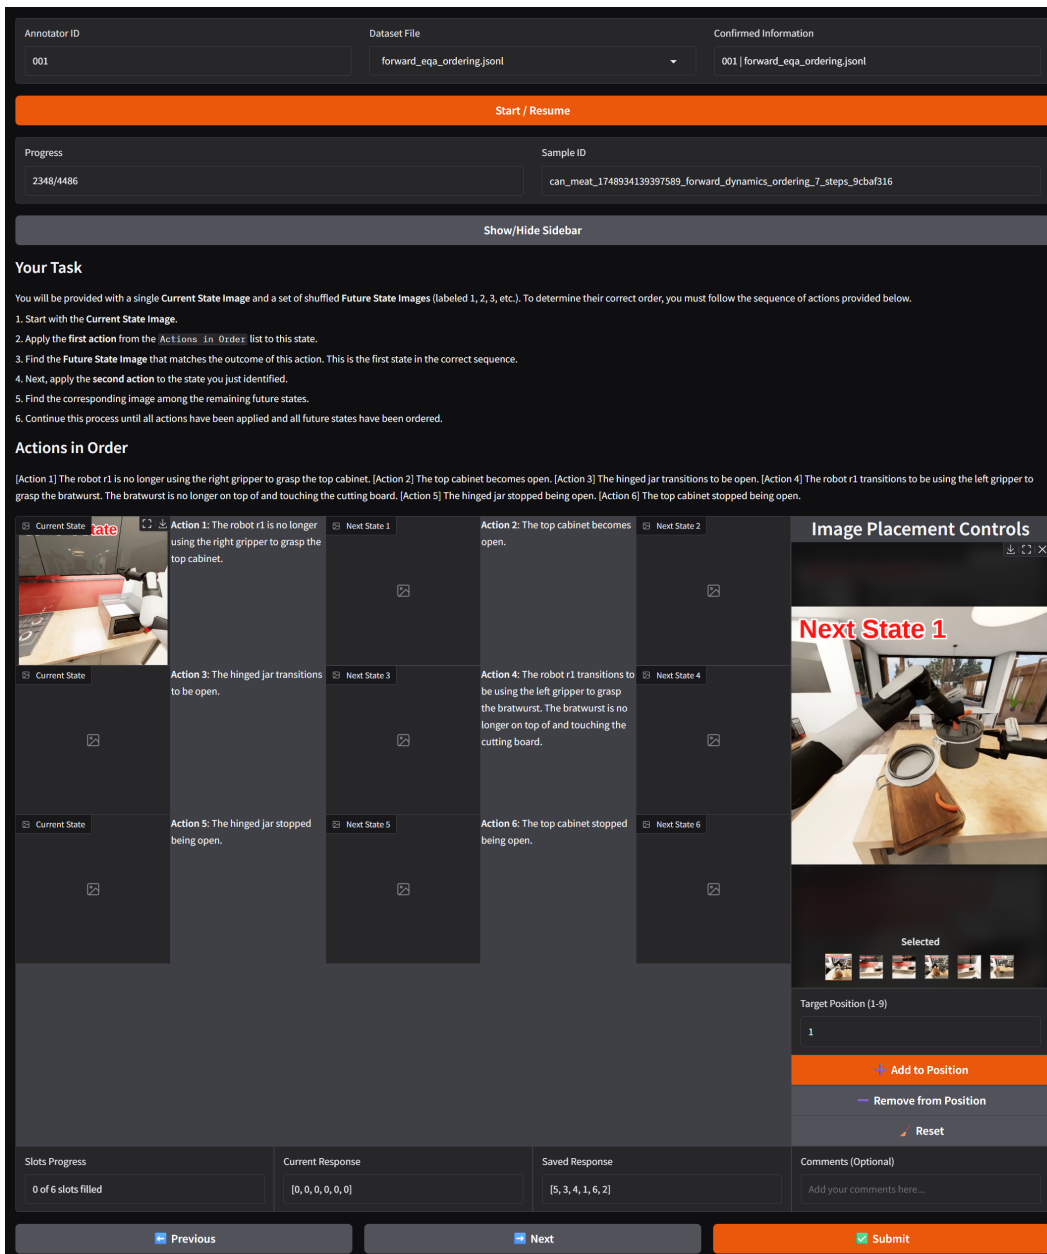 Annotator ID
Dataset File
Confirmed Information
001
forward_eqa_ordering.jsonl
001 | forward_eqa_ordering.jsonl
Start / Resume
Progress
Sample ID
2348/4486
can_meat_1748934139397589_forward_dynamics_ordering_7_steps_9cbaf316
Show/Hide Sidebar
Your Task
You will be provided with a single Current State Image and a set of shuffled Future State Images (labeled 1, 2, 3, etc.). To determine their correct order, you must follow the sequence of actions provided below.
1. Start with the Current State Image.
2. Apply the first action from the Actions in Order list to this state.
3. Find the Future State Image that matches the outcome of this action. This is the first state in the correct sequence.
4. Next, apply the second action to the state you just identified.
5. Find the corresponding image among the remaining future states.
6. Continue this process until all actions have been applied and all future states have been ordered.
Actions in Order
[Action 1] The robot r1 is no longer using the right gripper to grasp the top cabinet. [Action 2] The top cabinet becomes open. [Action 3] The hinged jar transitions to be open. [Action 4] The robot r1 transitions to be using the left gripper to
grasp the bratwurst. The bratwurst is no longer on top of and touching the cutting board. [Action 5] The hinged jar stopped being open. [Action 6] The top cabinet stopped being open.
Current State
tate
Action 1: The robot r1 is no longer
using the right gripper to grasp the
top cabinet.
Next State 1
Action 2: The top cabinet becomes
open.
Next State 2
Image Placement Controls
Next State 1
Current State
Action 3: The hinged jar transitions
to be open.
Next State 3
Action 4: The robot r1 transitions to
be using the left gripper to grasp
the bratwurst. The bratwurst is no
longer on top of and touching the
cutting board.
Next State 4
Current State
Action 5: The hinged jar stopped
being open.
Next State 5
Action 6: The top cabinet stopped
being open.
Next State 6
Selected
Target Position (1-9)
1
Add to Position
Remove from Position
Reset
Slots Progress
Current Response
Saved Response
Comments (Optional)
0 of 6 slots filled
[0, 0, 0, 0, 0, 0]
[5, 3, 4, 1, 6, 2]
Add your comments here...
Previous
Next
Submit